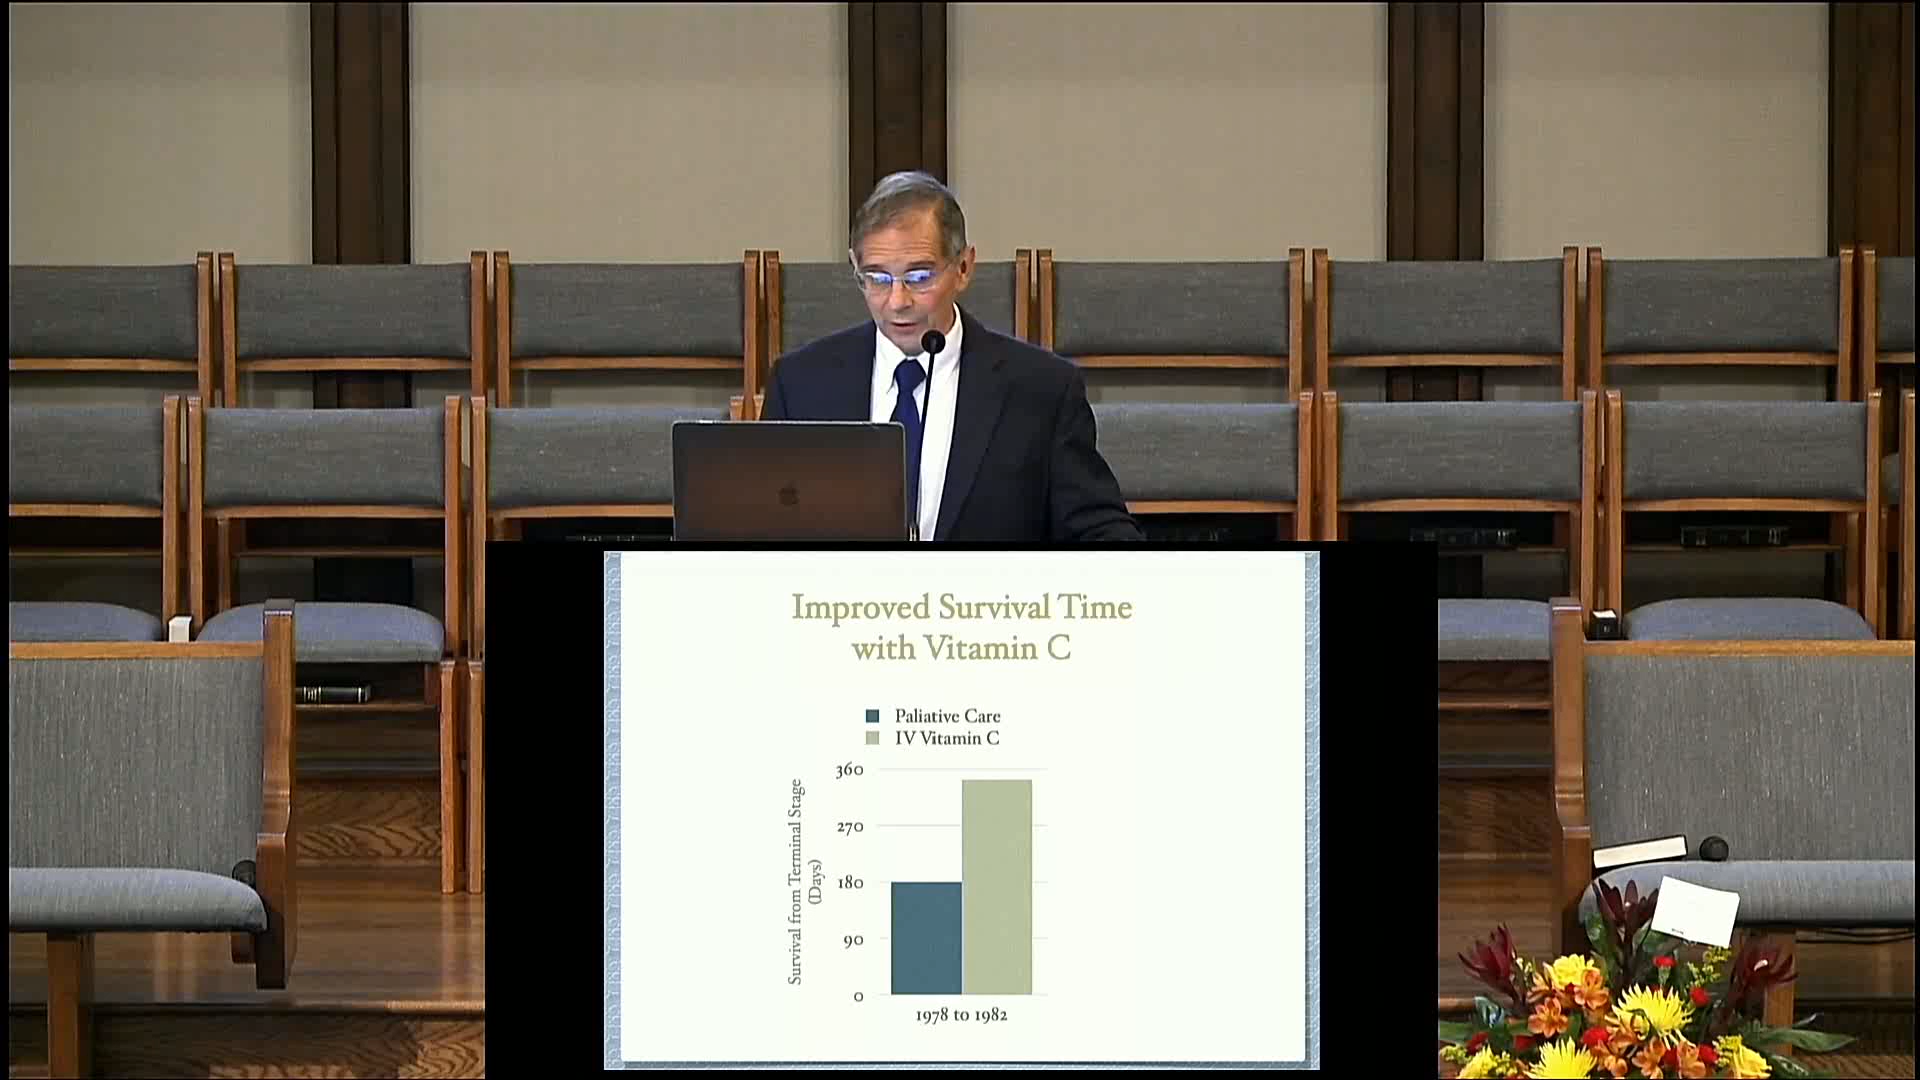 Improved Survival Time
with Vitamin C
Paliative Care
IV Vitamin C
Survival from Terminal Stage
(Days)
360
270
180
90
0
1978 to 1982